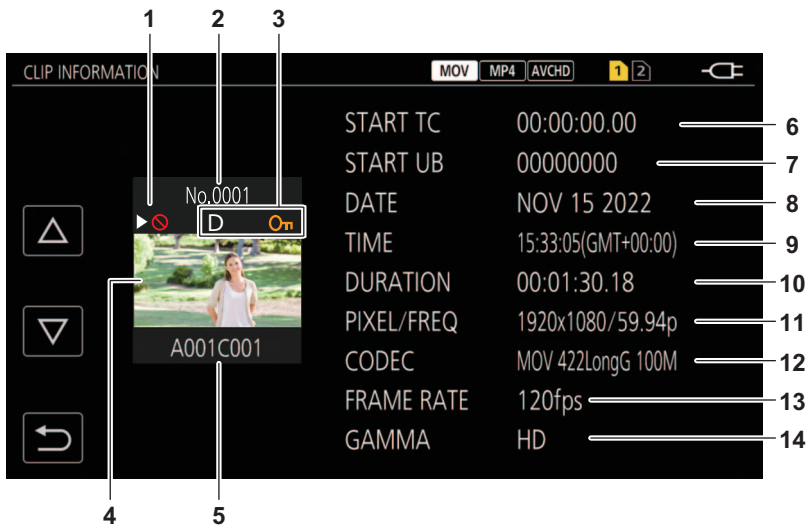 1 2 3
CLIP INFORMATION MOV MP4 AVCHD 1 2
START TC 00:00:00.00 6
START UB 00000000 7
No.0001
DATE NOV 15 2022 8
D
TIME 15:33:05(GMT+00:00) 9
DURATION 00:01:30.18 10
PIXEL/FREQ 1920x1080/59.94p 11
A001C001
CODEC MOV 422LongG 100M 12
FRAME RATE 120fps 13
GAMMA HD 14
4 5